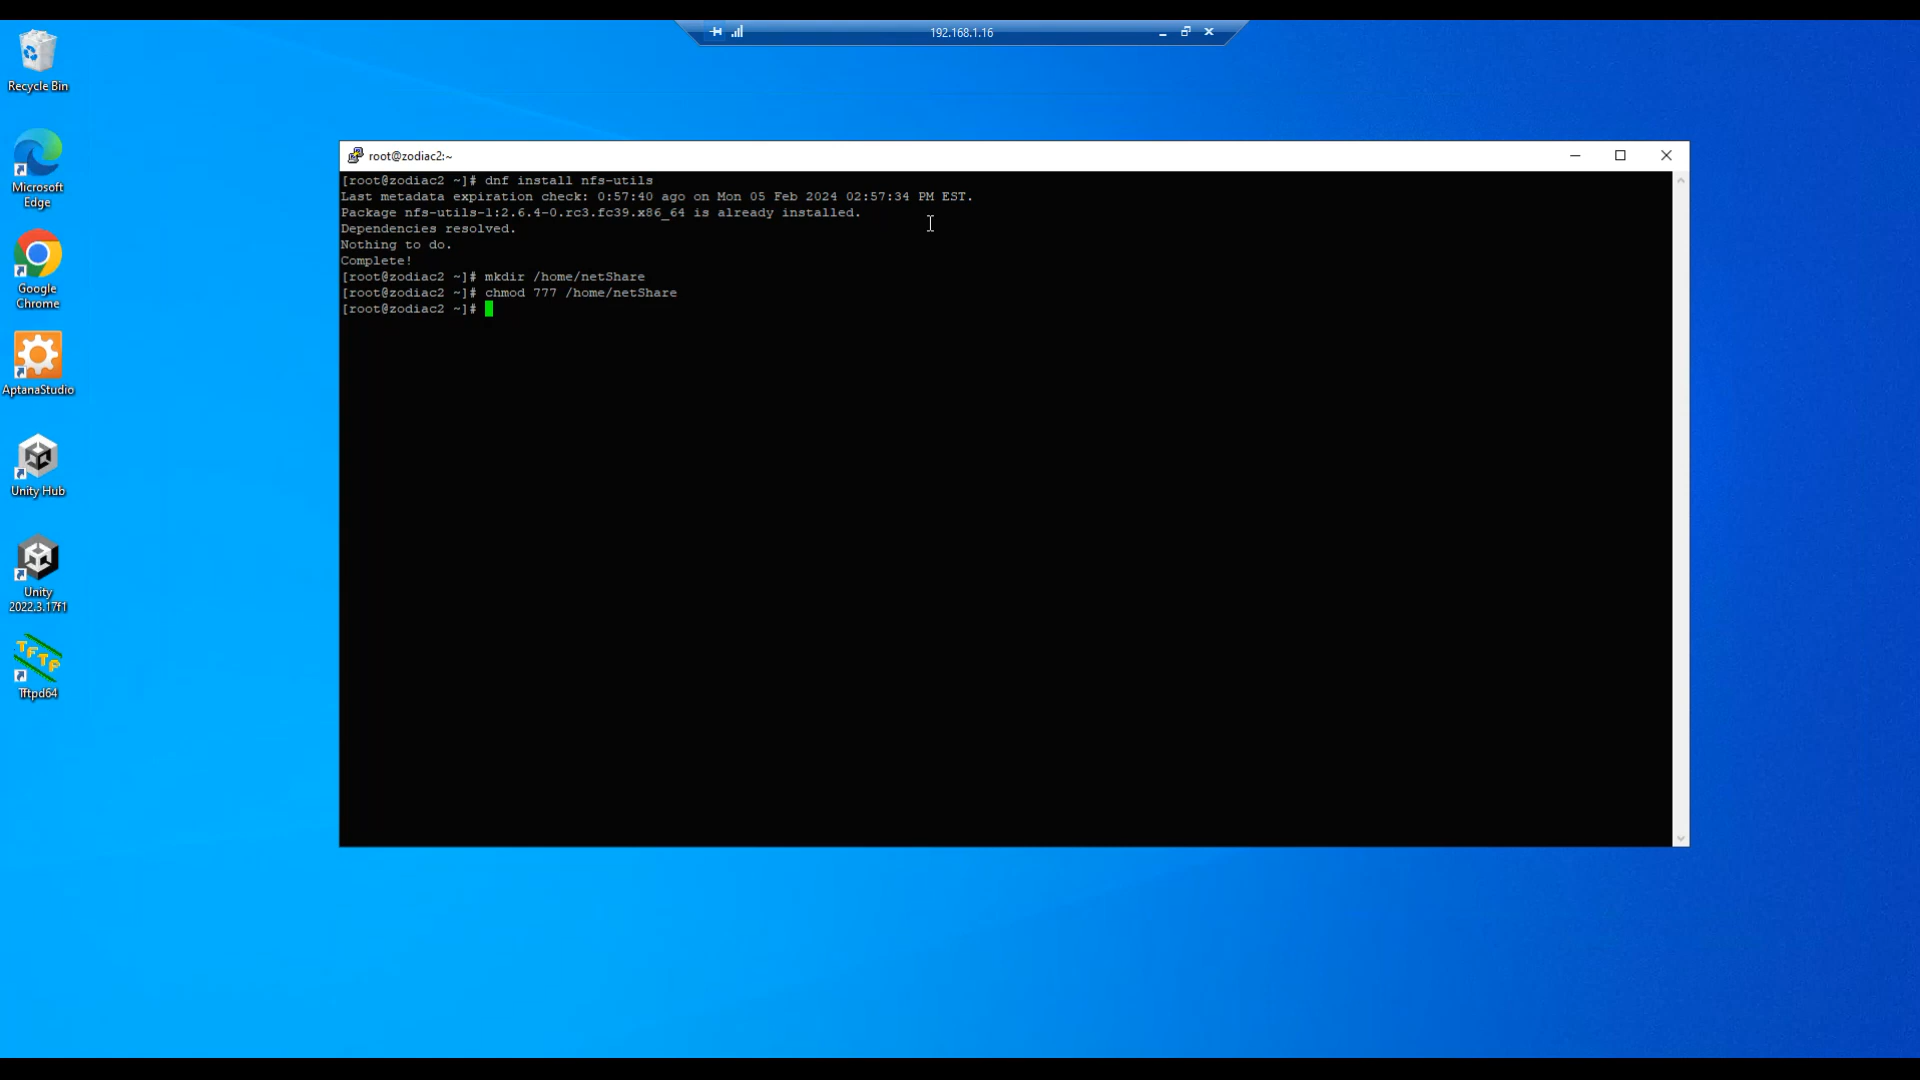 192.168.1.16
Recycle Bin
Microsoft
Edge
Google
Chrome
AptanaStudio
Unity Hub
Unity
2022.3.17f1
TFTP
Tftpd64
root@zodiac2:~
[root@zodiac2 ~]# dnf install nfs-utils
Last metadata expiration check: 0:57:40 ago on Mon 05 Feb 2024 02:57:34 PM EST.
Package nfs-utils-1:2.6.4-0.rc3.fc39.x86_64 is already installed.
Dependencies resolved.
Nothing to do.
Complete!
[root@zodiac2 ~]# mkdir /home/netShare
[root@zodiac2 ~]# chmod 777 /home/netShare
[root@zodiac2 ~]#